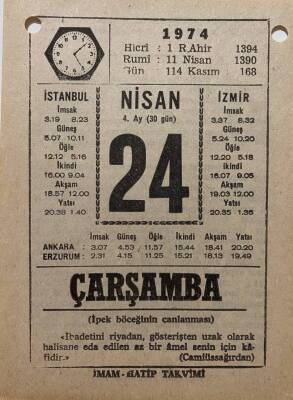 1974
Hicrî : 1 R.Ahir 1394
Rumî : 11 Nisan 1390
Gün : 114 Kasım 168
İSTANBUL
İmsak
3.19 8.23
Güneş
5.07 10.11
Öğle
12.12 5.16
İkindi
16.00 9.04
Akşam
18.57 12.00
Yatsı
20.38 1.40
NİSAN
4. Ay (30 gün)
24
İZMİR
İmsak
3.37 8.32
Güneş
5.24 10.20
Öğle
12.20 5.18
İkindi
16.07 9.05
Akşam
19.03 12.00
Yatsı
20.35 1.36
İmsak Güneş Öğle İkindi Akşam Yatsı
ANKARA : 3.07 4.53 11.57 15.44 18.41 20.20
ERZURUM : 2.31 4.15 11.25 15.21 18.13 19.49
ÇARŞAMBA
(İpek böceğinin canlanması)
«İbadetini riyadan, gösterişten uzak olarak
halisane eda edilen az bir âmel senin için kâ-
fidir.» (Camiüssağırdan)
İMAM-HATİP TAKVİMİ